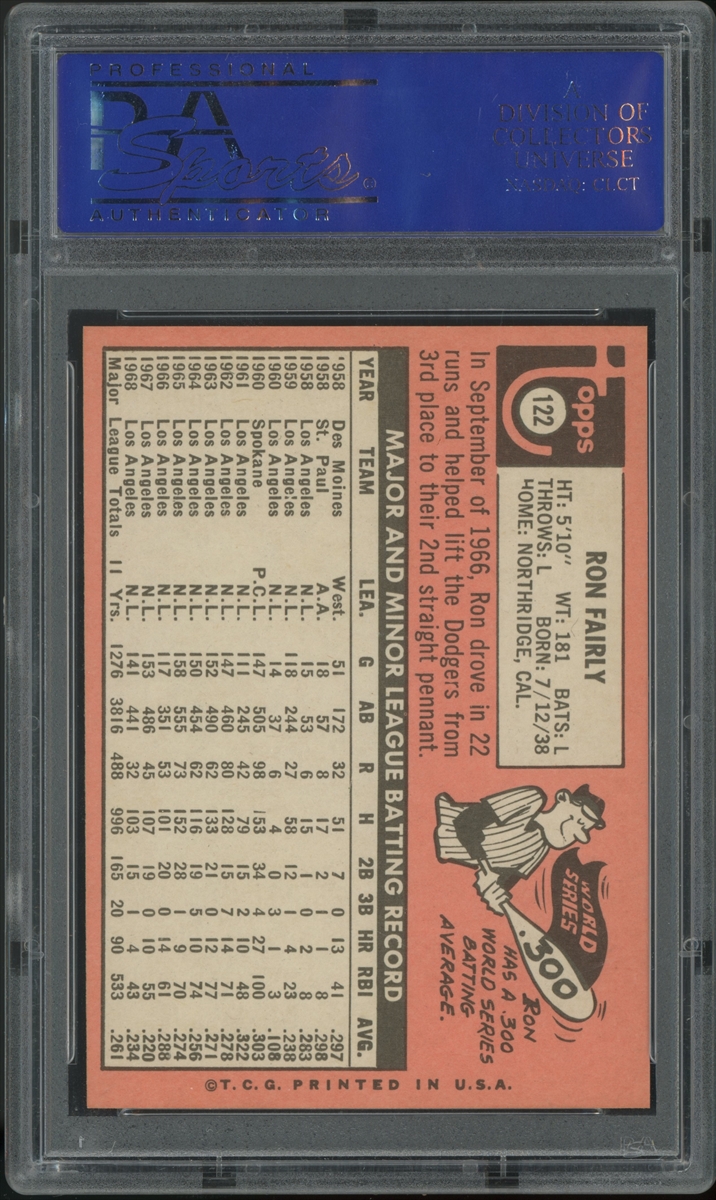 PROFESSIONAL
PSA
Sports ®
AUTHENTICATOR
A
DIVISION OF
COLLECTORS
UNIVERSE
NASDAQ: CLCT
Topps
122
RON FAIRLY
HT: 5'10" WT: 181 BATS: L
THROWS: L BORN: 7/12/38
HOME: NORTHRIDGE, CAL.
In September of 1966, Ron drove in 22
runs and helped lift the Dodgers from
3rd place to their 2nd straight pennant.
WORLD
SERIES
.300
RON
HAS A .300
WORLD SERIES
BATTING
AVERAGE.
MAJOR AND MINOR LEAGUE BATTING RECORD
YEAR TEAM LEA. G AB R H 2B 3B HR RBI AVG.
1958 Des Moines West. 51 172 32 51 7 0 13 41 .297
1958 St. Paul A.A. 18 57 8 17 2 1 1 8 .298
1958 Los Angeles N.L. 15 53 6 15 1 0 2 8 .283
1959 Los Angeles N.L. 118 244 27 58 12 1 4 23 .238
1960 Los Angeles N.L. 14 37 6 4 0 3 1 3 .108
1960 Spokane P.C.L. 147 505 98 153 34 4 27 100 .303
1961 Los Angeles N.L. 111 245 42 79 15 2 10 48 .322
1962 Los Angeles N.L. 147 460 80 128 15 7 14 71 .278
1963 Los Angeles N.L. 152 490 62 133 21 0 12 77 .271
1964 Los Angeles N.L. 150 454 62 116 19 5 10 74 .256
1965 Los Angeles N.L. 158 555 73 152 28 1 9 70 .274
1966 Los Angeles N.L. 117 351 53 101 20 0 14 61 .288
1967 Los Angeles N.L. 153 486 45 107 19 0 10 55 .220
1968 Los Angeles N.L. 141 441 32 103 15 1 4 43 .234
Major League Totals 11 Yrs. 1276 3816 488 996 165 20 90 533 .261
©T.C.G. PRINTED IN U.S.A.